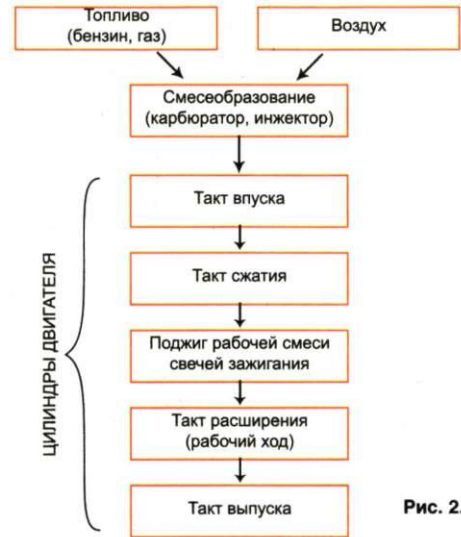 Топливо
(бензин, газ)
Воздух
Смесеобразование
(карбюратор, инжектор)
ЦИЛИНДРЫ ДВИГАТЕЛЯ
Такт впуска
Такт сжатия
Поджиг рабочей смеси
свечей зажигания
Такт расширения
(рабочий ход)
Такт выпуска
Рис. 2.